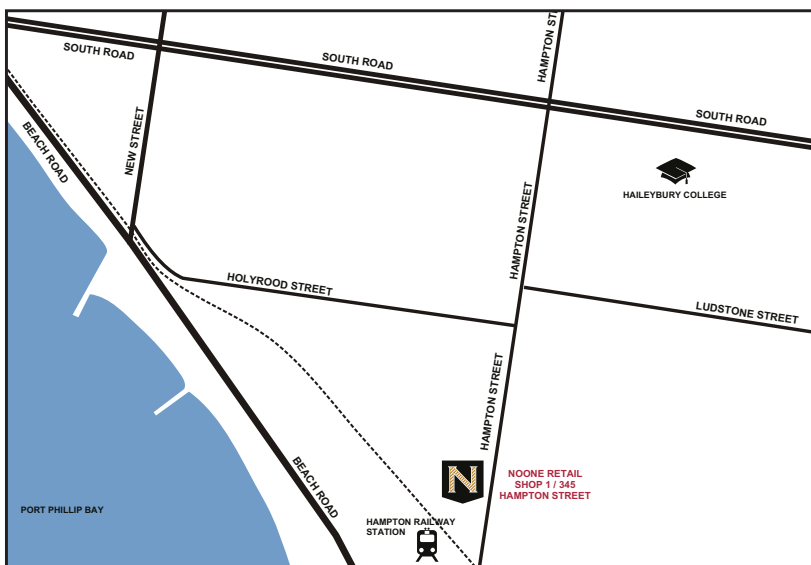 SOUTH ROAD
SOUTH ROAD
HAMPTON ST
SOUTH ROAD
BEACH ROAD
NEW STREET
HAILEYBURY COLLEGE
HAMPTON STREET
HOLYROOD STREET
LUDSTONE STREET
HAMPTON STREET
N
NOONE RETAIL
SHOP 1 / 345
HAMPTON STREET
BEACH ROAD
PORT PHILLIP BAY
HAMPTON RAILWAY
STATION